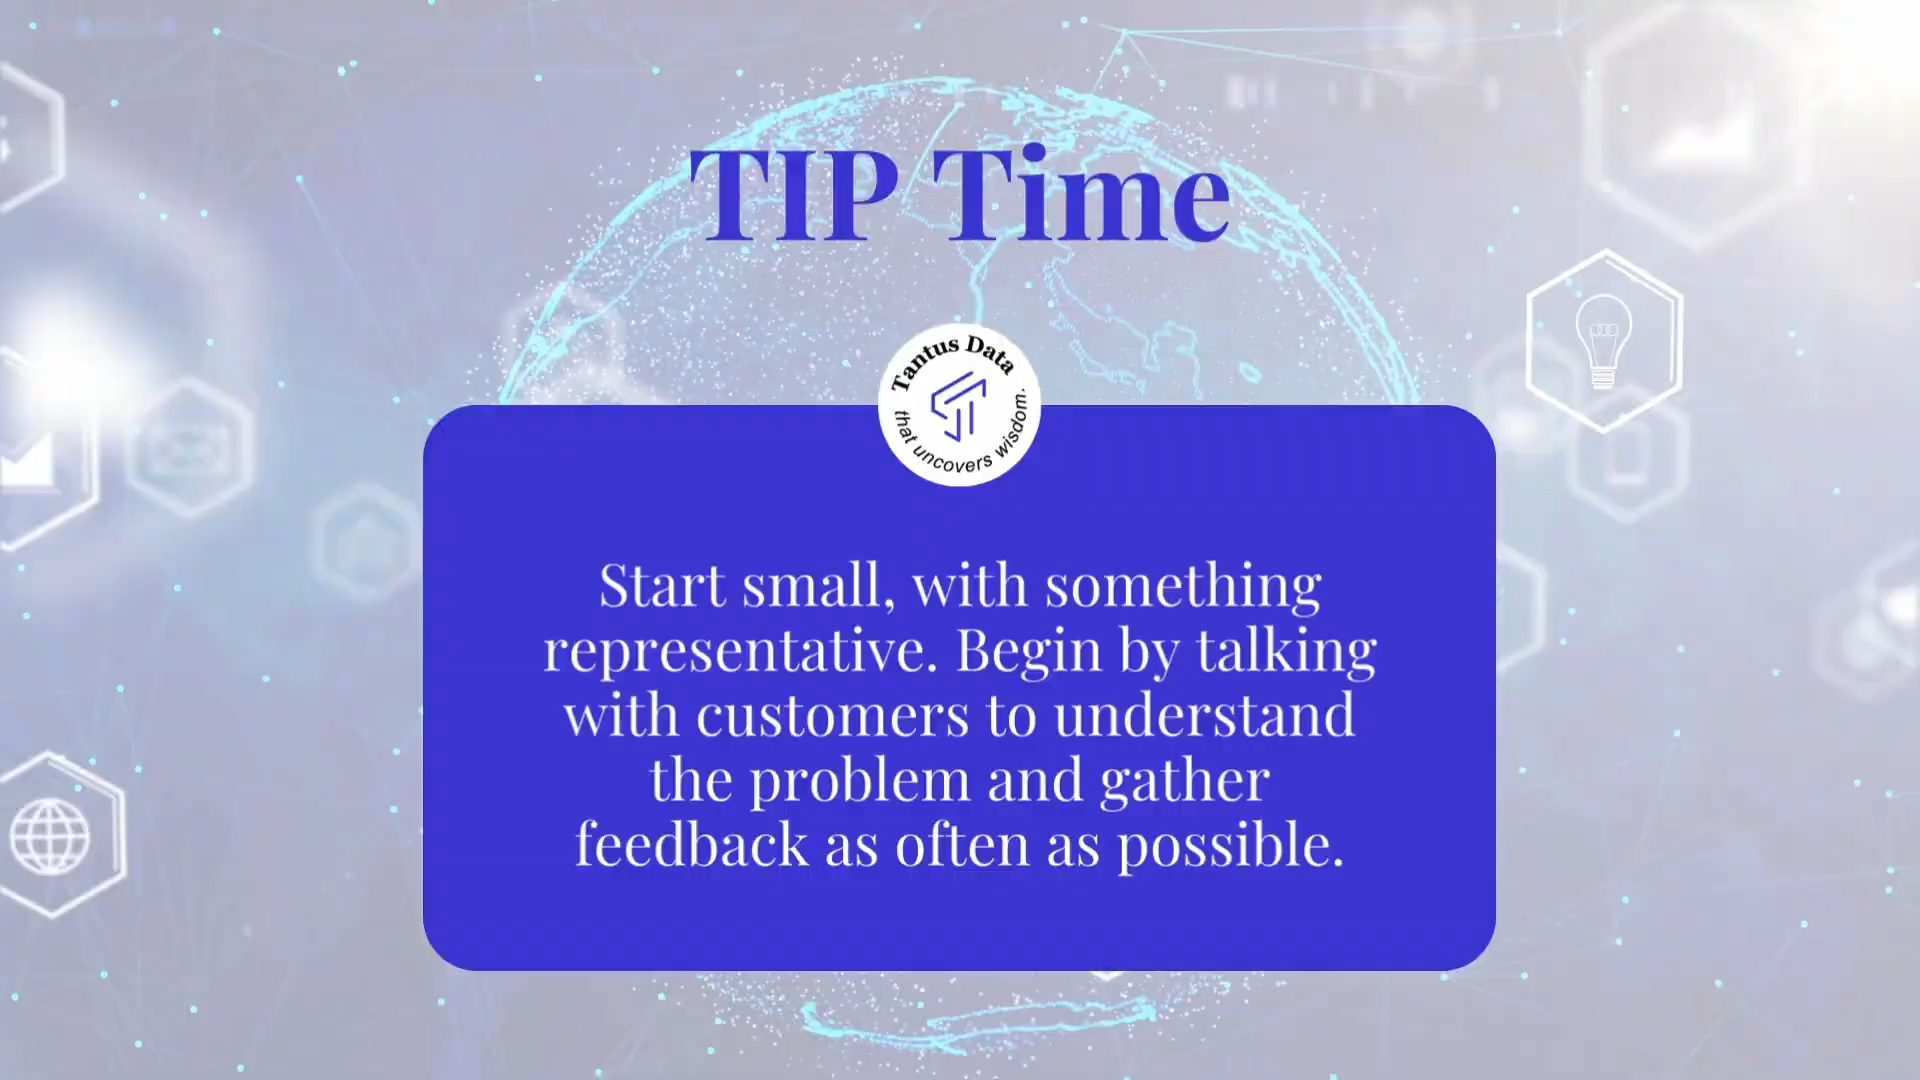 TIP Time
Tantus Data
that uncovers wisdom.
Start small, with something
representative. Begin by talking
with customers to understand
the problem and gather
feedback as often as possible.